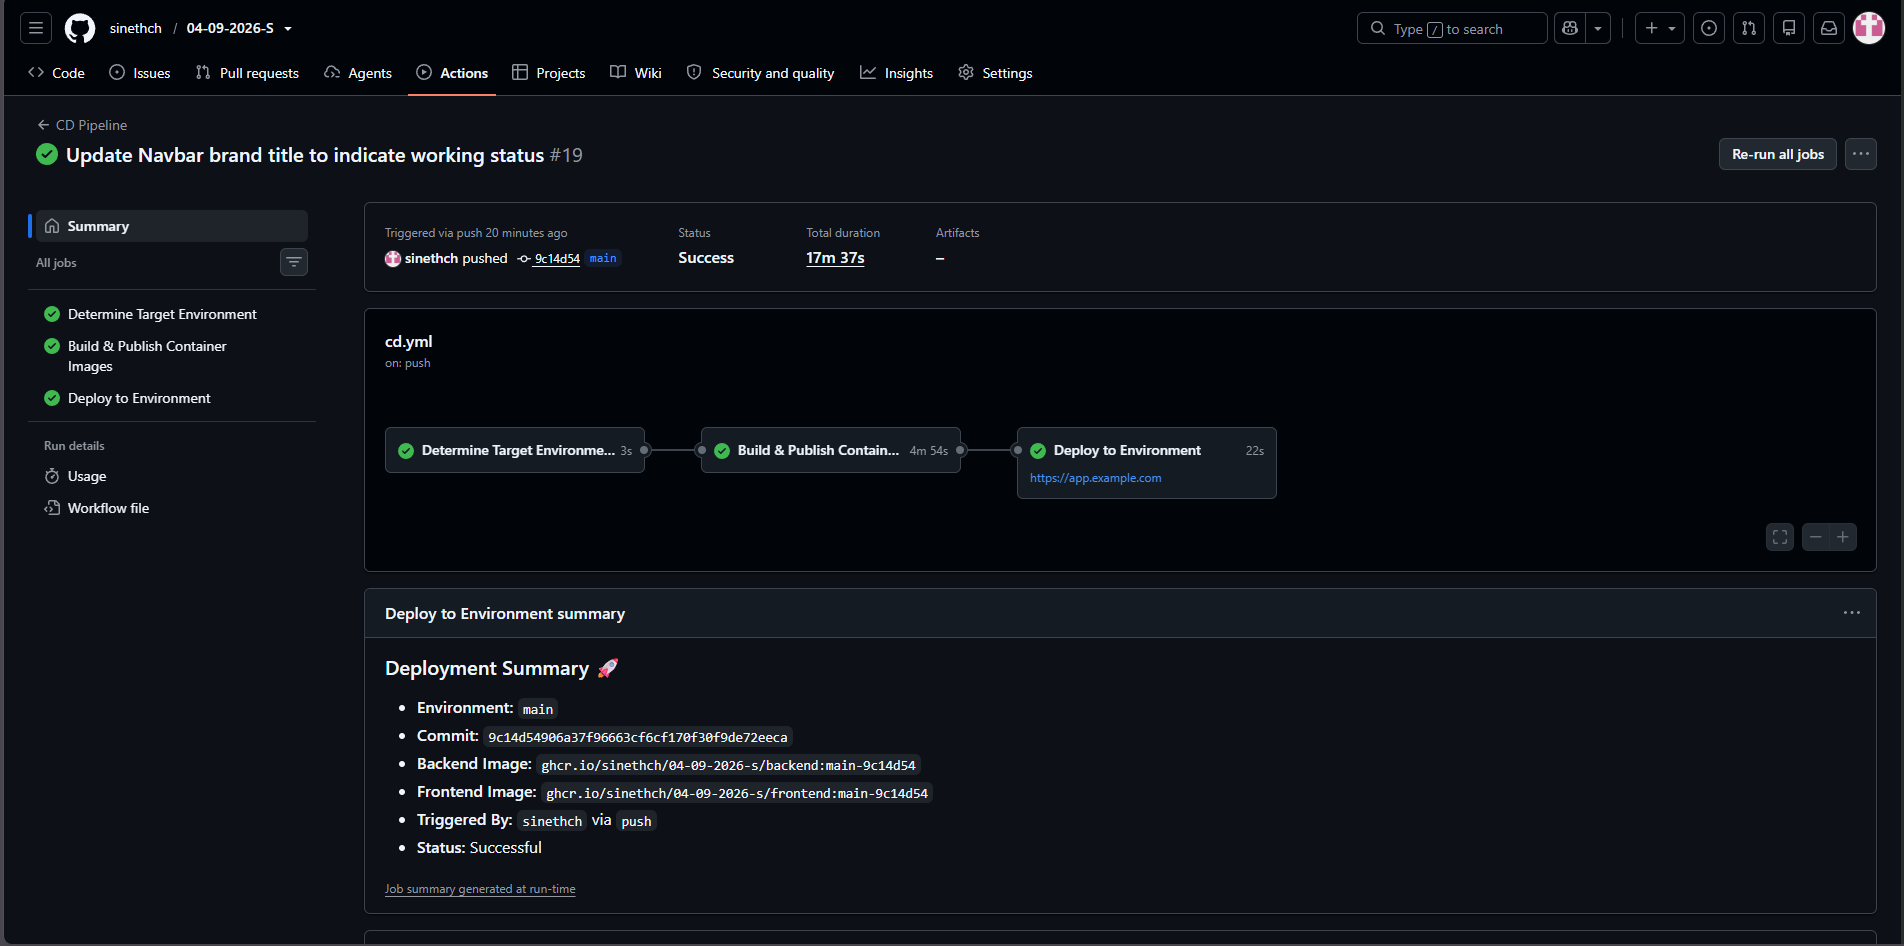 sinethch / 04-09-2026-S
Type / to search
Code Issues Pull requests Agents Actions Projects Wiki Security and quality Insights Settings
CD Pipeline
Update Navbar brand title to indicate working status #19
Re-run all jobs
Summary
All jobs
Determine Target Environment
Build & Publish Container
Images
Deploy to Environment
Run details
Usage
Workflow file
Triggered via push 20 minutes ago
sinethch pushed 9c14d54 main
Status
Success
Total duration
17m 37s
Artifacts
–
cd.yml
on: push
Determine Target Environme... 3s
Build & Publish Contain... 4m 54s
Deploy to Environment 22s
https://app.example.com
Deploy to Environment summary
Deployment Summary 🚀
• Environment: main
• Commit: 9c14d54906a37f96663cf6cf170f30f9de72eeca
• Backend Image: ghcr.io/sinethch/04-09-2026-s/backend:main-9c14d54
• Frontend Image: ghcr.io/sinethch/04-09-2026-s/frontend:main-9c14d54
• Triggered By: sinethch via push
• Status: Successful
Job summary generated at run-time